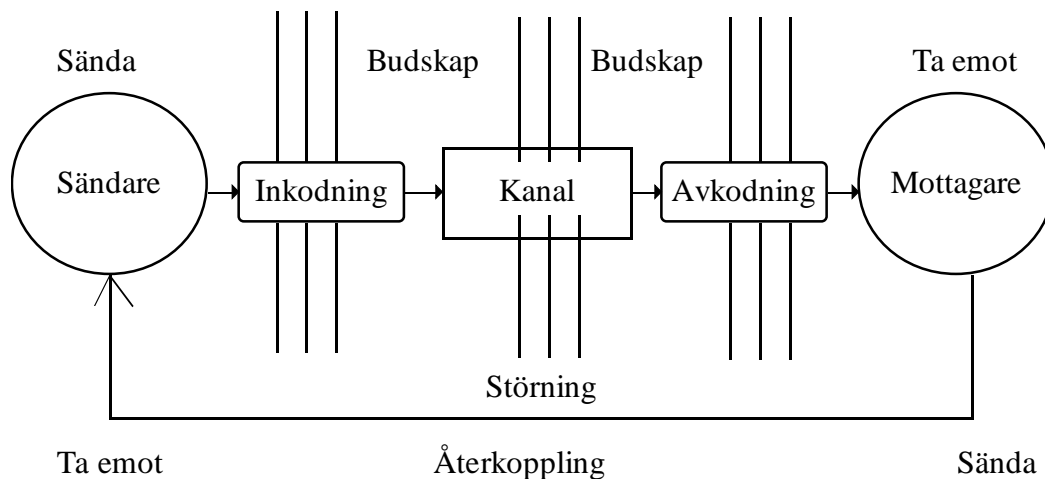 Sända Budskap Budskap Ta emot
Sändare Inkodning Kanal Avkodning Mottagare
Störning
Ta emot Återkoppling Sända